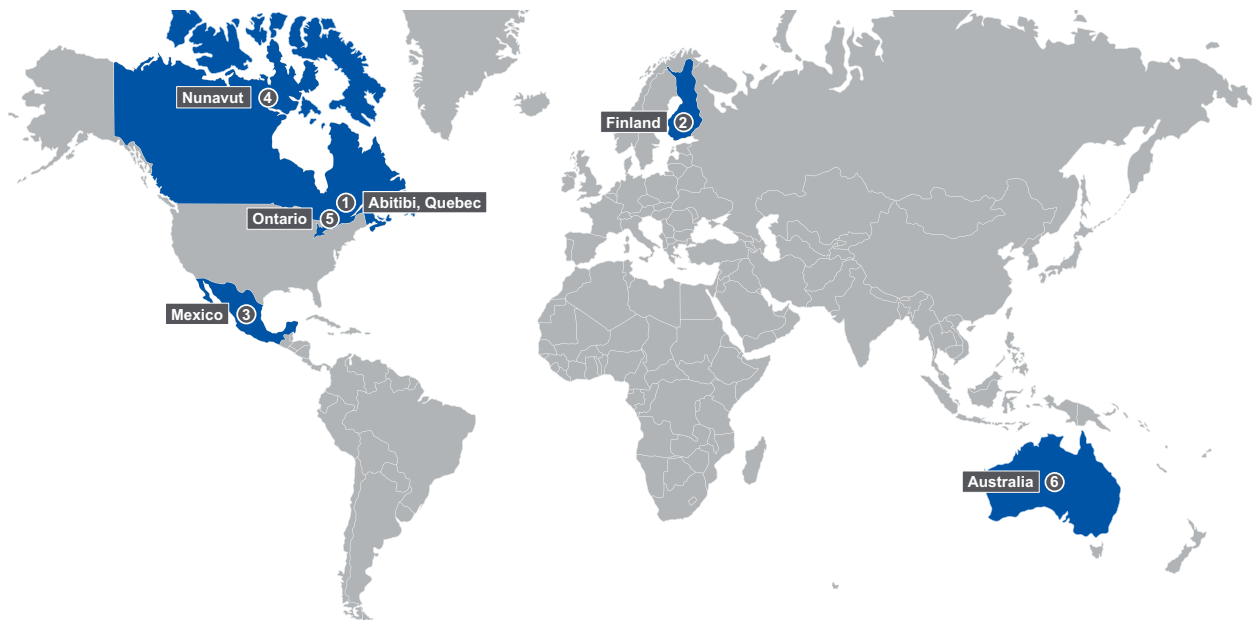 Nunavut 4
Finland 2
1 Abitibi, Quebec
Ontario 5
Mexico 3
Australia 6